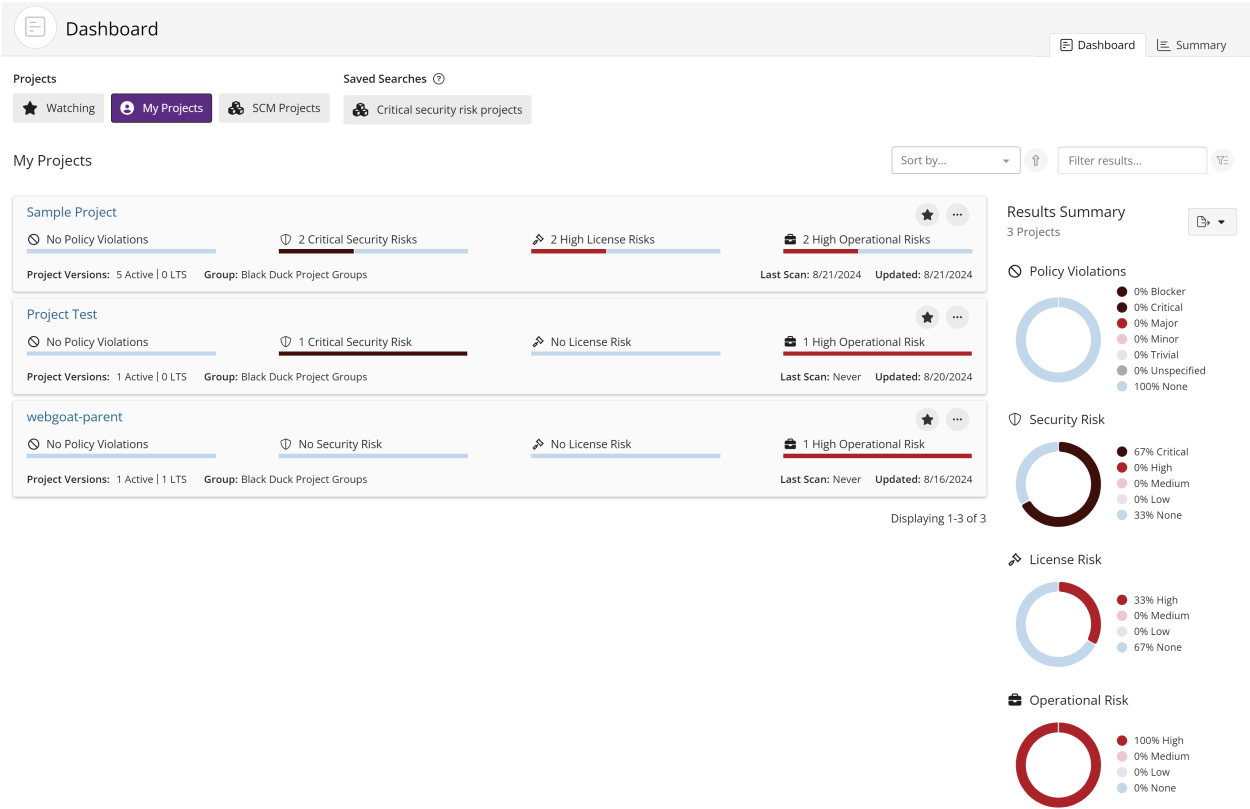 Dashboard
Dashboard
Summary
Projects
Saved Searches
Watching
My Projects
SCM Projects
Critical security risk projects
My Projects
Sort by...
Filter results...
Sample Project
No Policy Violations
2 Critical Security Risks
2 High License Risks
2 High Operational Risks
Project Versions: 5 Active | 0 LTS
Group: Black Duck Project Groups
Last Scan: 8/21/2024
Updated: 8/21/2024
Project Test
No Policy Violations
1 Critical Security Risk
No License Risk
1 High Operational Risk
Project Versions: 1 Active | 0 LTS
Group: Black Duck Project Groups
Last Scan: Never
Updated: 8/20/2024
webgoat-parent
No Policy Violations
No Security Risk
No License Risk
1 High Operational Risk
Project Versions: 1 Active | 1 LTS
Group: Black Duck Project Groups
Last Scan: Never
Updated: 8/16/2024
Displaying 1-3 of 3
Results Summary
3 Projects
Policy Violations
0% Blocker
0% Critical
0% Major
0% Minor
0% Trivial
0% Unspecified
100% None
Security Risk
67% Critical
0% High
0% Medium
0% Low
33% None
License Risk
33% High
0% Medium
0% Low
67% None
Operational Risk
100% High
0% Medium
0% Low
0% None